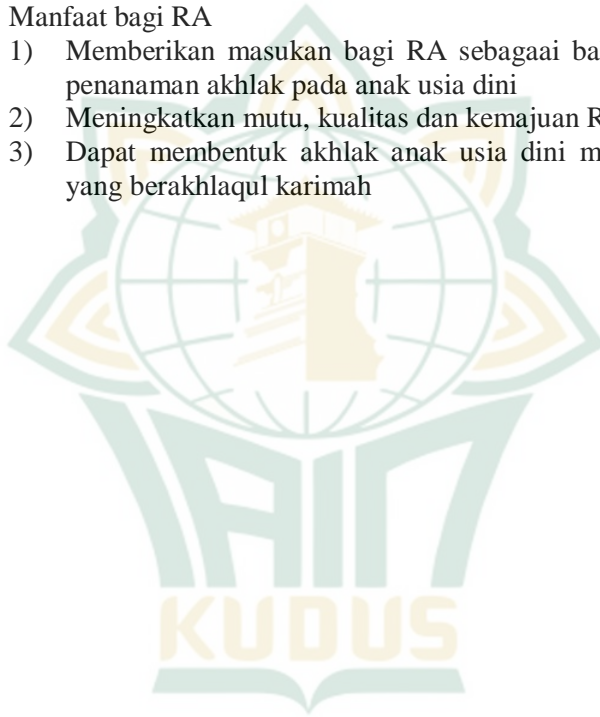 Manfaat bagi RA
1) Memberikan masukan bagi RA sebagaai
penanaman akhlak pada anak usia dini
2) Meningkatkan mutu, kualitas dan kemajuan
3) Dapat membentuk akhlak anak usia dini
yang berakhlaqul karimah
IAIN
KUDUS